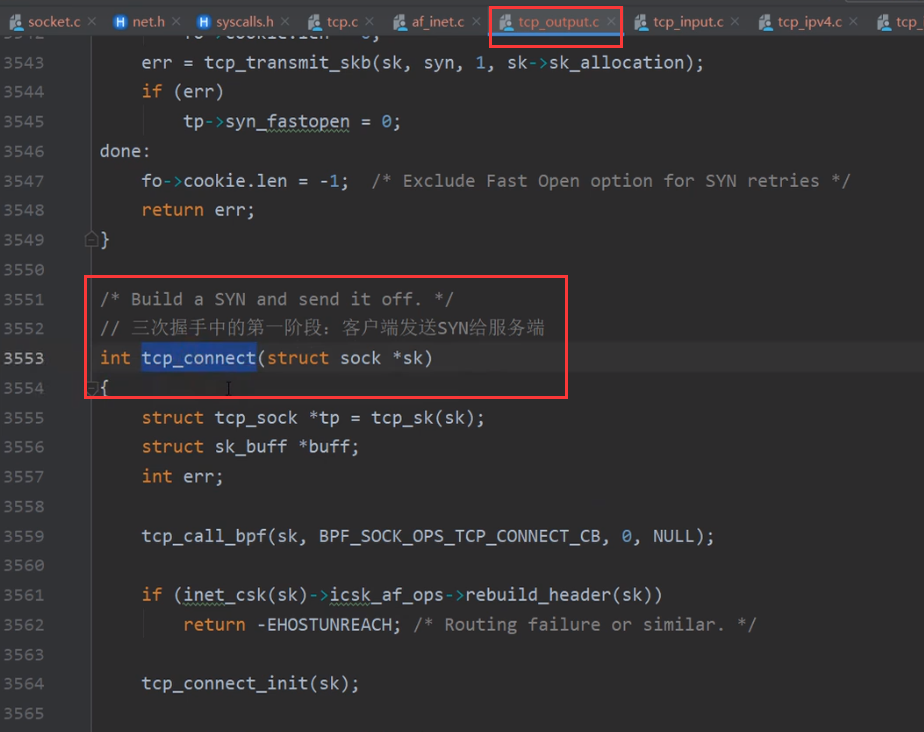 socket.c × net.h × syscalls.h × tcp.c × af_inet.c × tcp_output.c × tcp_input.c × tcp_ipv4.c × tcp_
3543 err = tcp_transmit_skb(sk, syn, 1, sk->sk_allocation);
3544 if (err)
3545 tp->syn_fastopen = 0;
3546 done:
3547 fo->cookie.len = -1; /* Exclude Fast Open option for SYN retries */
3548 return err;
3549 }
3550
3551 /* Build a SYN and send it off. */
3552 // 三次握手中的第一阶段：客户端发送SYN给服务端
3553 int tcp_connect(struct sock *sk)
3554 {
3555 struct tcp_sock *tp = tcp_sk(sk);
3556 struct sk_buff *buff;
3557 int err;
3558
3559 tcp_call_bpf(sk, BPF_SOCK_OPS_TCP_CONNECT_CB, 0, NULL);
3560
3561 if (inet_csk(sk)->icsk_af_ops->rebuild_header(sk))
3562 return -EHOSTUNREACH; /* Routing failure or similar. */
3563
3564 tcp_connect_init(sk);
3565